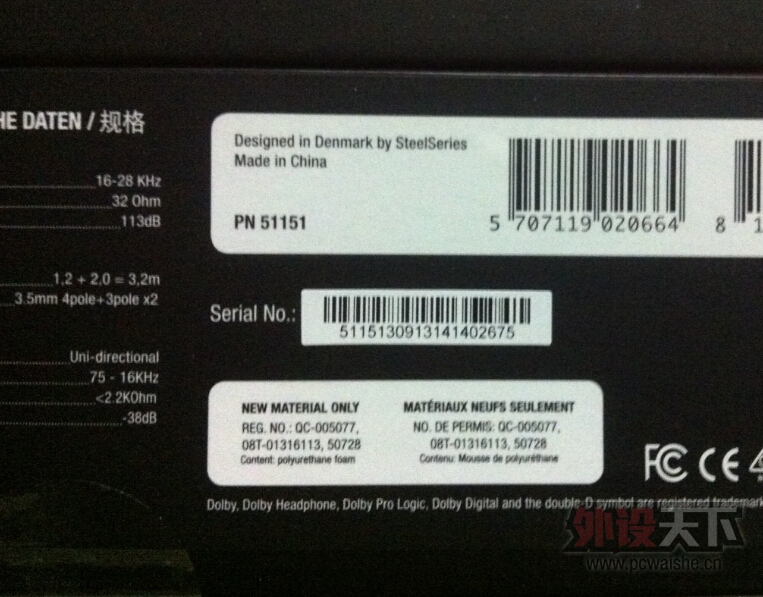 HE DATEN / 规格
16-28 KHz
32 Ohm
113dB
1,2 + 2,0 = 3,2m
3.5mm 4pole+3pole x2
Uni-directional
75 - 16KHz
<2.2KOhm
-38dB
Designed in Denmark by SteelSeries
Made in China
PN 51151
5 707119 020664
8 1
Serial No.:
5115130913141402675
NEW MATERIAL ONLY
REG. NO.: QC-005077,
08T-01316113, 50728
Content: polyurethane foam
MATÉRIAUX NEUFS SEULEMENT
NO. DE PERMIS: QC-005077,
08T-01316113, 50728
Contenu: Mousse de polyuréthane
FC CE
Dolby, Dolby Headphone, Dolby Pro Logic, Dolby Digital and the double-D symbol are registered trademark
外设天下
www.pcwaishe.cn